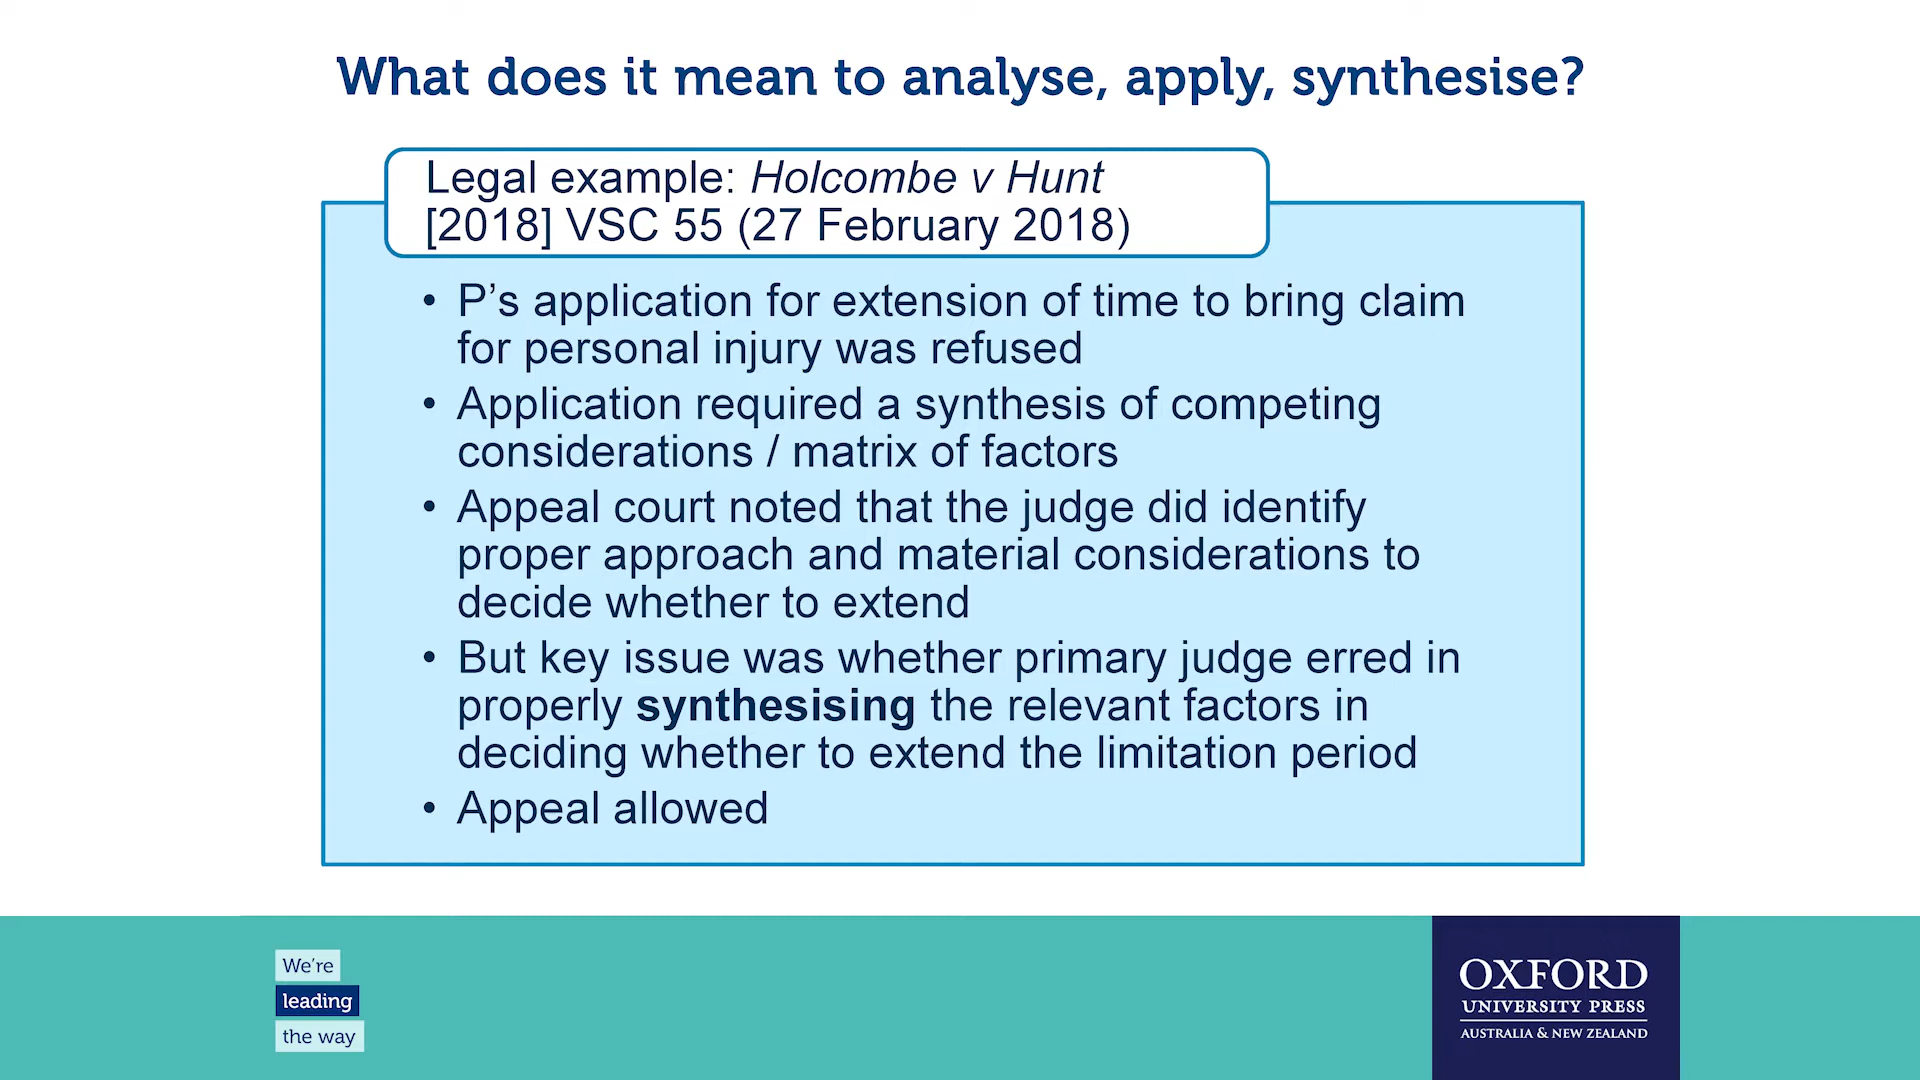 What does it mean to analyse, apply, synthesise?
Legal example: Holcombe v Hunt
[2018] VSC 55 (27 February 2018)
• P’s application for extension of time to bring claim
for personal injury was refused
• Application required a synthesis of competing
considerations / matrix of factors
• Appeal court noted that the judge did identify
proper approach and material considerations to
decide whether to extend
• But key issue was whether primary judge erred in
properly synthesising the relevant factors in
deciding whether to extend the limitation period
• Appeal allowed
We’re
leading
the way
OXFORD
UNIVERSITY PRESS
AUSTRALIA & NEW ZEALAND